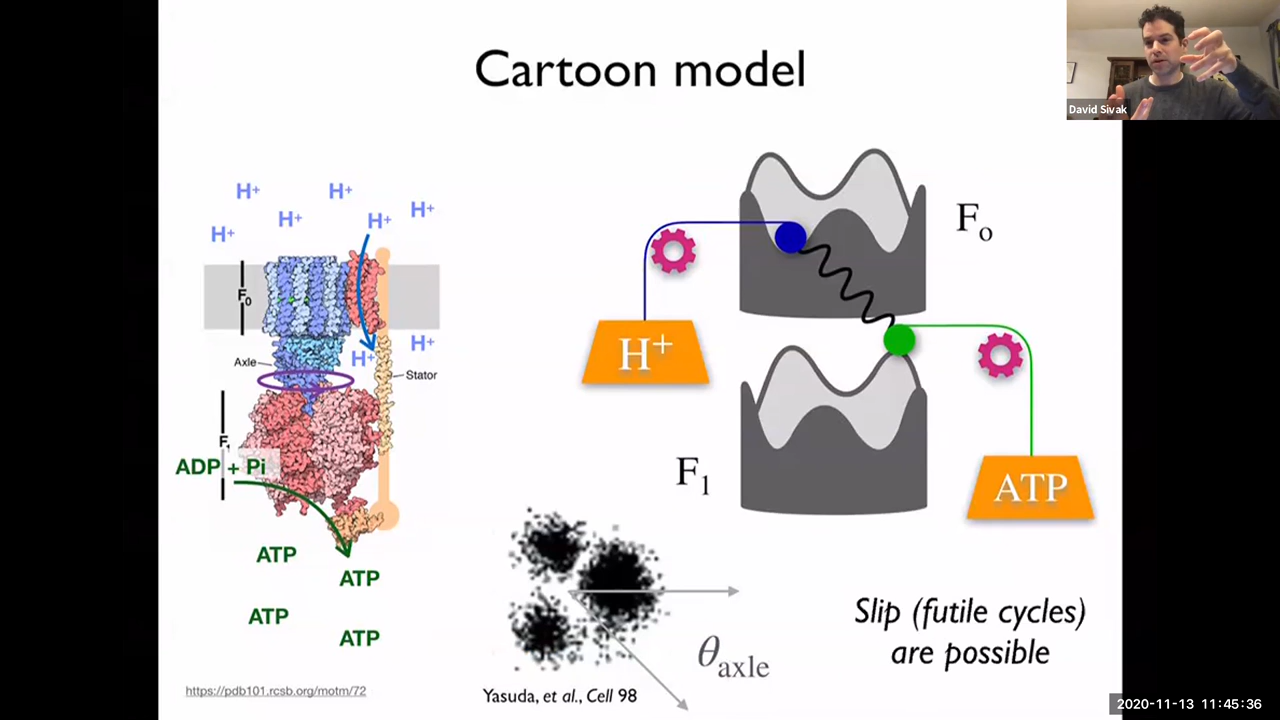 Cartoon model
David Sivak
H⁺
H⁺
H⁺
H⁺
H⁺
H⁺
F₀
Axle
H⁺
H⁺
Stator
F₁
ADP + Pi
ATP
ATP
ATP
ATP
https://pdb101.rcsb.org/motm/72
Fₒ
H⁺
F₁
ATP
θaxle
Yasuda, et al., Cell 98
Slip (futile cycles)
are possible
2020-11-13 11:45:36